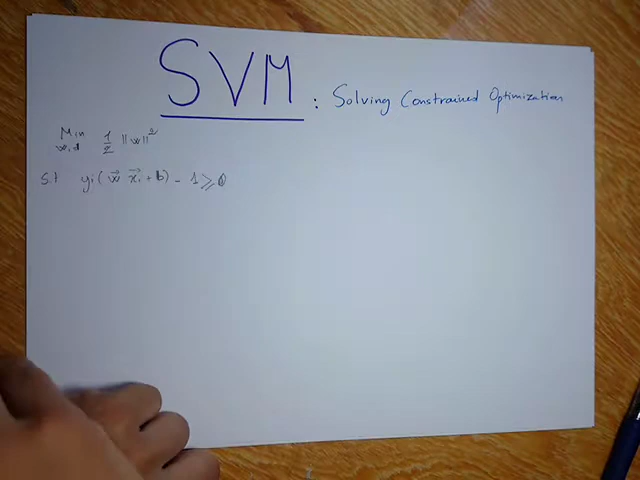 SVM : Solving Constrained Optimization
Min 1/2 ||w||²
w,d
S.t yi( w⃗ x⃗i + b) - 1 ⩾ 0